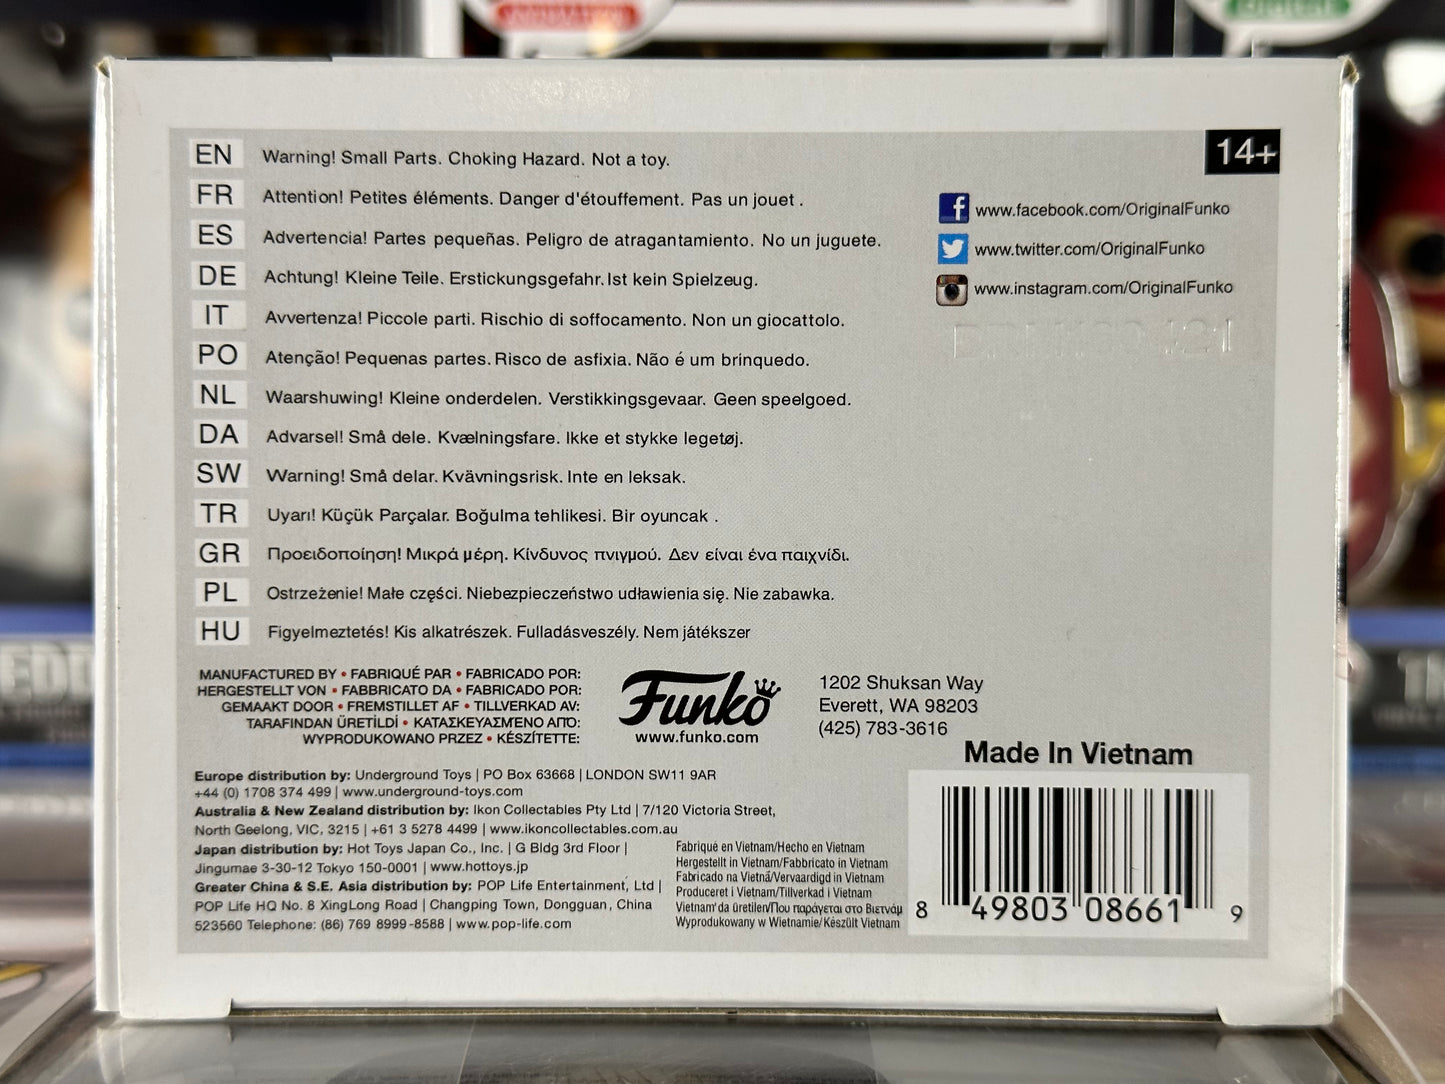 14+
EN Warning! Small Parts. Choking Hazard. Not a toy.
FR Attention! Petites éléments. Danger d'étouffement. Pas un jouet .
ES Advertencia! Partes pequeñas. Peligro de atragantamiento. No un juguete.
DE Achtung! Kleine Teile. Erstickungsgefahr. Ist kein Spielzeug.
IT Avvertenza! Piccole parti. Rischio di soffocamento. Non un giocattolo.
PO Atenção! Pequenas partes. Risco de asfixia. Não é um brinquedo.
NL Waarshuwing! Kleine onderdelen. Verstikkingsgevaar. Geen speelgoed.
DA Advarsel! Små dele. Kvælningsfare. Ikke et stykke legetøj.
SW Warning! Små delar. Kvävningsrisk. Inte en leksak.
TR Uyarı! Küçük Parçalar. Boğulma tehlikesi. Bir oyuncak .
GR Προειδοποίηση! Μικρά μέρη. Κίνδυνος πνιγμού. Δεν είναι ένα παιχνίδι.
PL Ostrzeżenie! Małe części. Niebezpieczeństwo udławienia się. Nie zabawka.
HU Figyelmeztetés! Kis alkatrészek. Fulladásveszély. Nem játékszer
www.facebook.com/OriginalFunko
www.twitter.com/OriginalFunko
www.instagram.com/OriginalFunko
MANUFACTURED BY • FABRIQUÉ PAR • FABRICADO POR:
HERGESTELLT VON • FABBRICATO DA • FABRICADO POR:
GEMAAKT DOOR • FREMSTILLET AF • TILLVERKAD AV:
TARAFINDAN ÜRETİLDİ • ΚΑΤΑΣΚΕΥΑΣΜΕΝΟ ΑΠΌ:
WYPRODUKOWANO PRZEZ • KÉSZÍTETTE:
Funko
www.funko.com
1202 Shuksan Way
Everett, WA 98203
(425) 783-3616
Made In Vietnam
Europe distribution by: Underground Toys | PO Box 63668 | LONDON SW11 9AR
+44 (0) 1708 374 499 | www.underground-toys.com
Australia & New Zealand distribution by: Ikon Collectables Pty Ltd | 7/120 Victoria Street,
North Geelong, VIC, 3215 | +61 3 5278 4499 | www.ikoncollectables.com.au
Japan distribution by: Hot Toys Japan Co., Inc. | G Bldg 3rd Floor |
Jingumae 3-30-12 Tokyo 150-0001 | www.hottoys.jp
Greater China & S.E. Asia distribution by: POP Life Entertainment, Ltd |
POP Life HQ No. 8 XingLong Road | Changping Town, Dongguan, China
523560 Telephone: (86) 769 8999-8588 | www.pop-life.com
Fabriqué en Vietnam/Hecho en Vietnam
Hergestellt in Vietnam/Fabbricato in Vietnam
Fabricado na Vietnã/Vervaardigd in Vietnam
Produceret i Vietnam/Tillverkad i Vietnam
Vietnam'da üretilen/Που παράγεται στο Βιετνάμ
Wyprodukowany w Wietnamie/Készült Vietnam
8 49803 08661 9